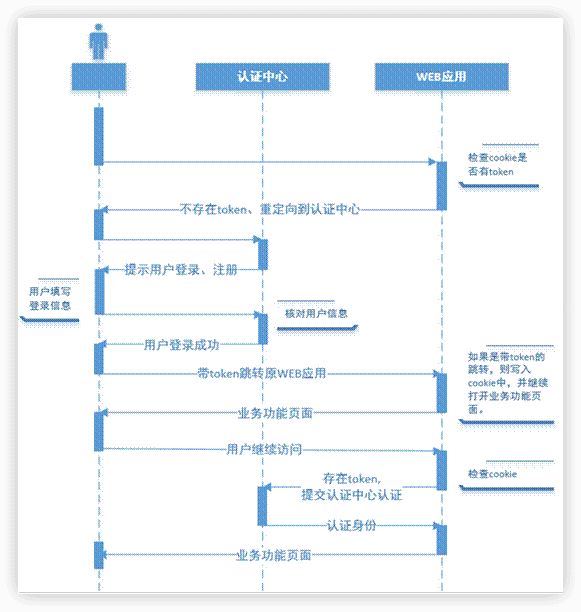 认证中心
WEB应用
检查cookie是
否有token
不存在token、重定向到认证中心
提示用户登录、注册
用户填写
登录信息
核对用户信息
用户登录成功
带token跳转原WEB应用
如果是带token的
跳转，则写入
cookie中，并继续
打开业务功能页
面。
业务功能页面
用户继续访问
检查cookie
存在token,
提交认证中心认证
认证身份
业务功能页面